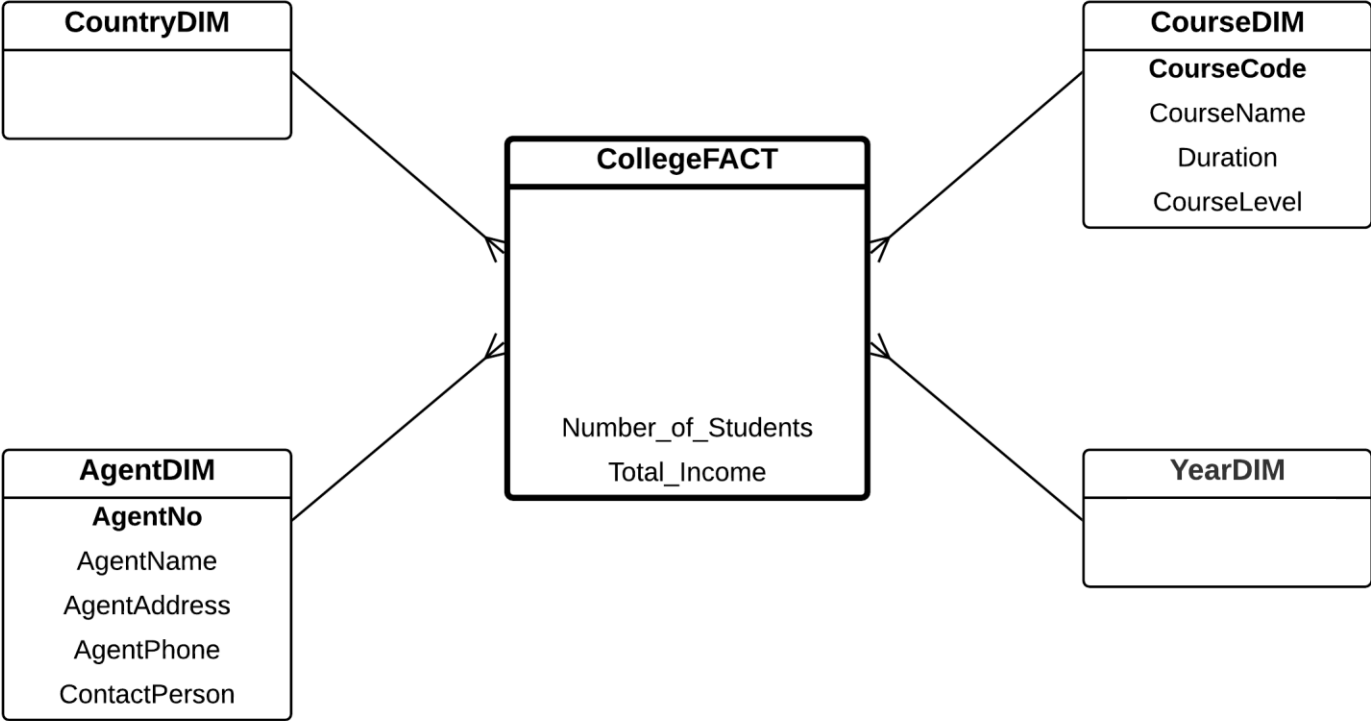 CountryDIM
CourseDIM
CourseCode
CourseName
Duration
CourseLevel
CollegeFACT
Number_of_Students
Total_Income
AgentDIM
AgentNo
AgentName
AgentAddress
AgentPhone
ContactPerson
YearDIM